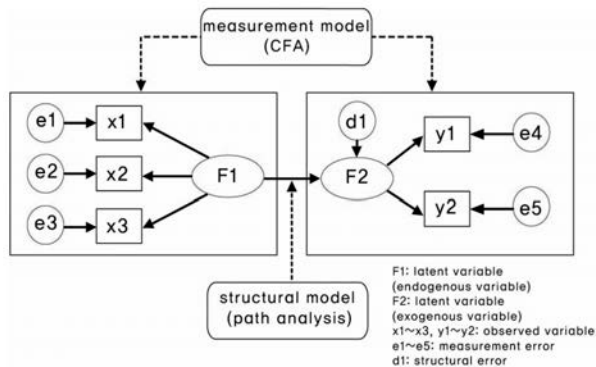 measurement model
(CFA)
e1
x1
e2
x2
e3
x3
F1
d1
F2
y1
e4
y2
e5
structural model
(path analysis)
F1: latent variable
(endogenous variable)
F2: latent variable
(exogenous variable)
x1~x3, y1~y2: observed variable
e1~e5: measurement error
d1: structural error